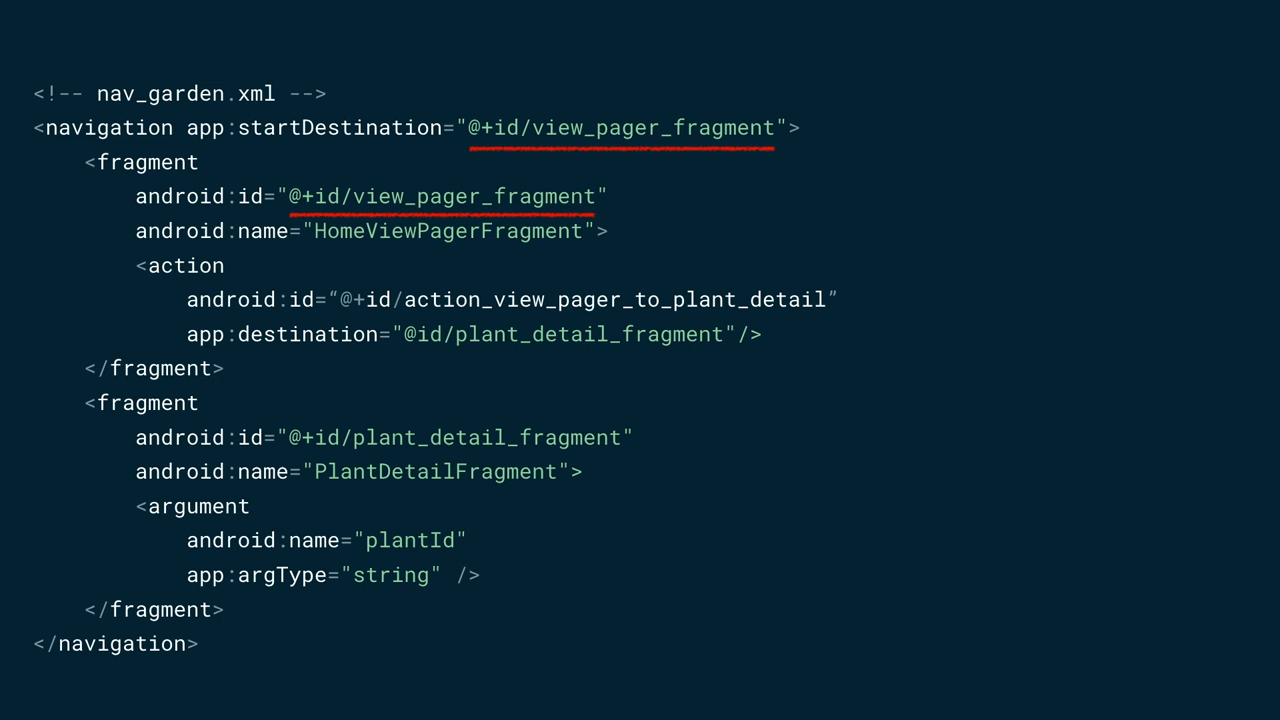 <!-- nav_garden.xml -->
<navigation app:startDestination="@+id/view_pager_fragment">
    <fragment
        android:id="@+id/view_pager_fragment"
        android:name="HomeViewPagerFragment">
        <action
            android:id=“@+id/action_view_pager_to_plant_detail”
            app:destination="@id/plant_detail_fragment"/>
    </fragment>
    <fragment
        android:id="@+id/plant_detail_fragment"
        android:name="PlantDetailFragment">
        <argument
            android:name="plantId"
            app:argType="string" />
    </fragment>
</navigation>